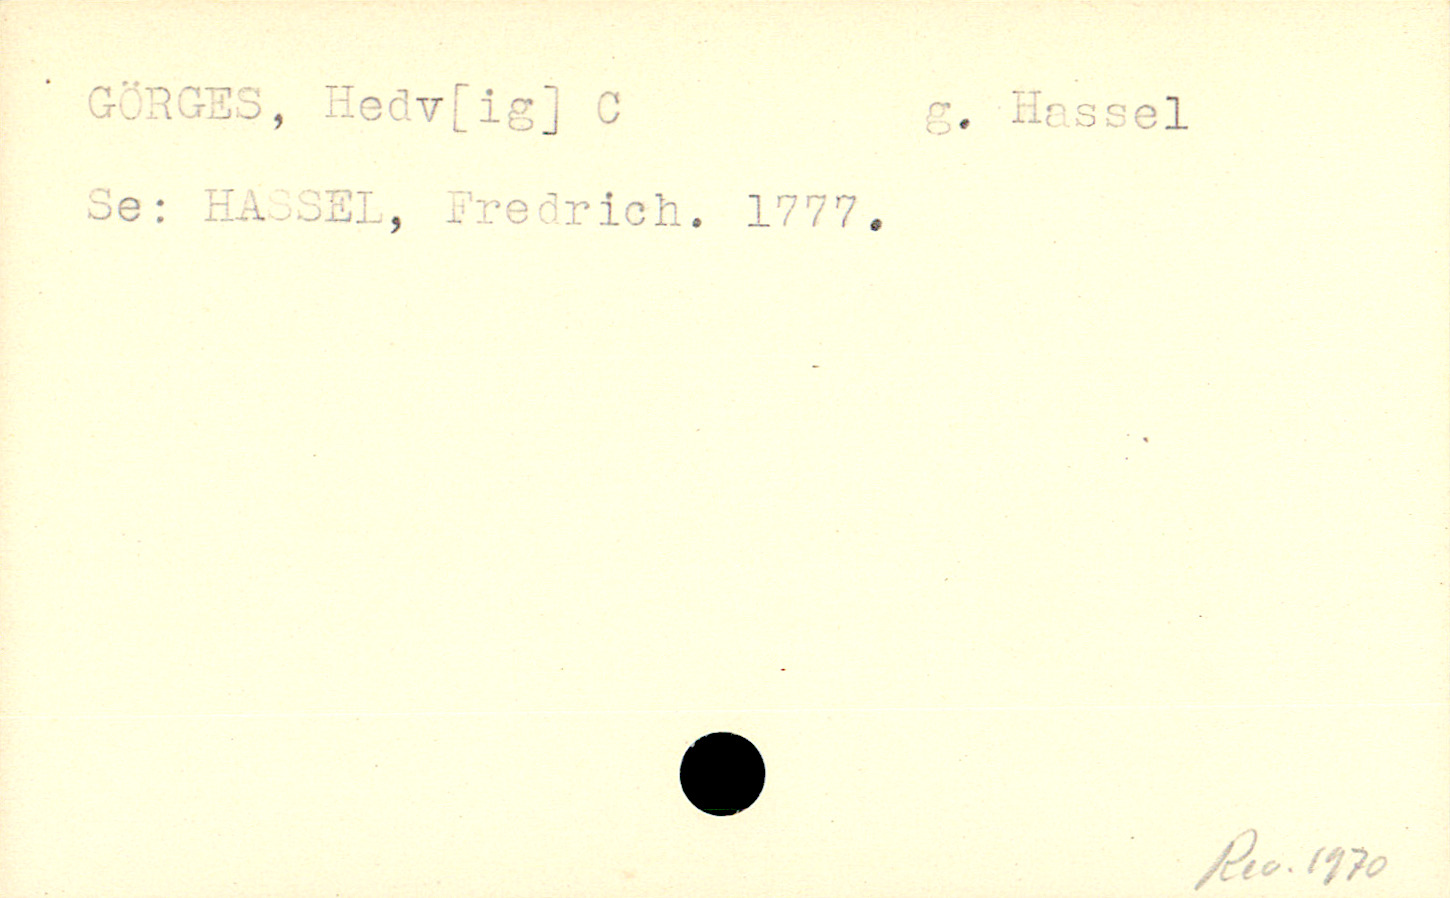 GÖRGES, Hedv[ig] C g. Hassel
Se: HASSEL, Fredrich. 1777.
Rev. 1970